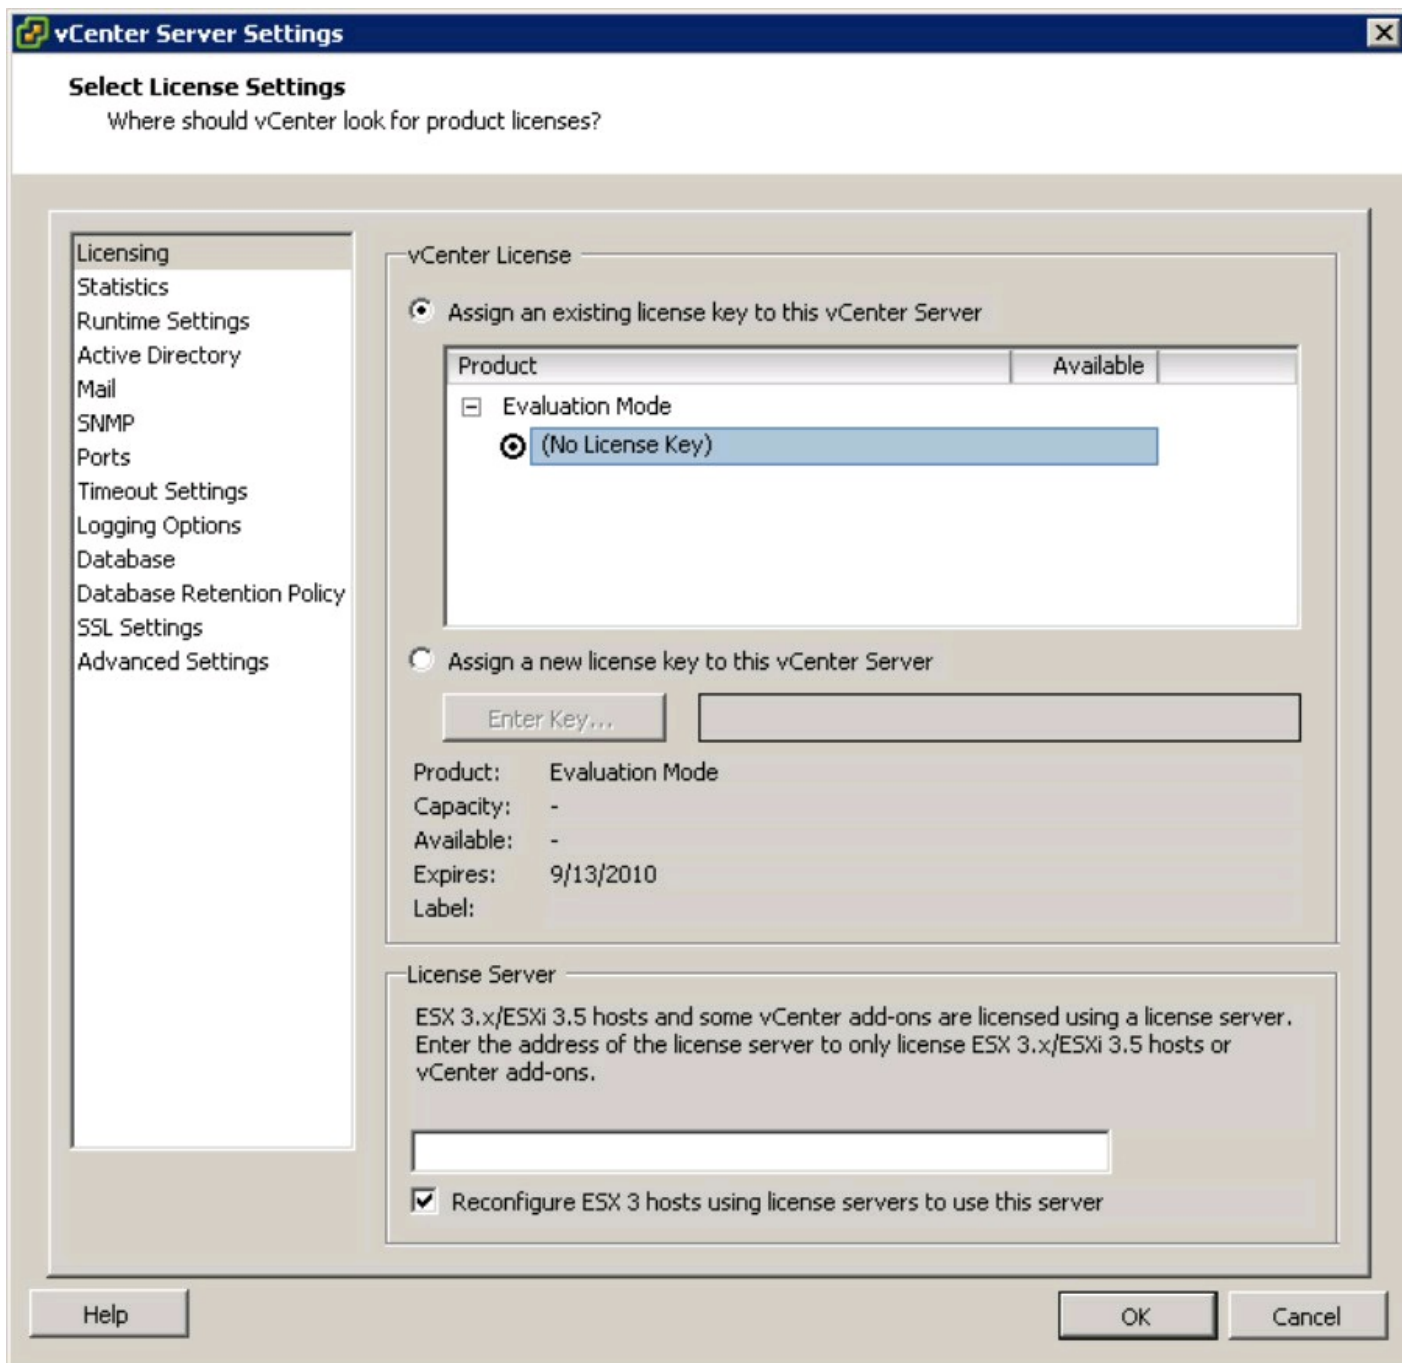 vCenter Server Settings
Select License Settings
Where should vCenter look for product licenses?
Licensing
Statistics
Runtime Settings
Active Directory
Mail
SNMP
Ports
Timeout Settings
Logging Options
Database
Database Retention Policy
SSL Settings
Advanced Settings
vCenter License
Assign an existing license key to this vCenter Server
Product Available
Evaluation Mode
(No License Key)
Assign a new license key to this vCenter Server
Enter Key...
Product: Evaluation Mode
Capacity: -
Available: -
Expires: 9/13/2010
Label:
License Server
ESX 3.x/ESXi 3.5 hosts and some vCenter add-ons are licensed using a license server.
Enter the address of the license server to only license ESX 3.x/ESXi 3.5 hosts or
vCenter add-ons.
Reconfigure ESX 3 hosts using license servers to use this server
Help
OK
Cancel